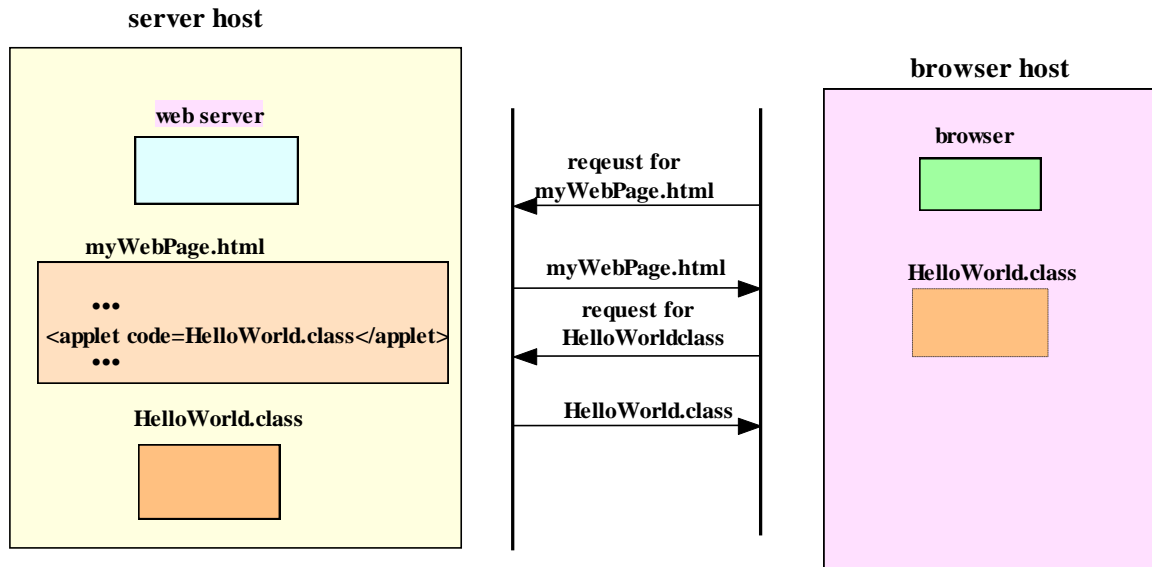 server host
web server
myWebPage.html
•••
<applet code=HelloWorld.class</applet>
•••
HelloWorld.class
reqeust for
myWebPage.html
myWebPage.html
request for
HelloWorldclass
HelloWorld.class
browser host
browser
HelloWorld.class